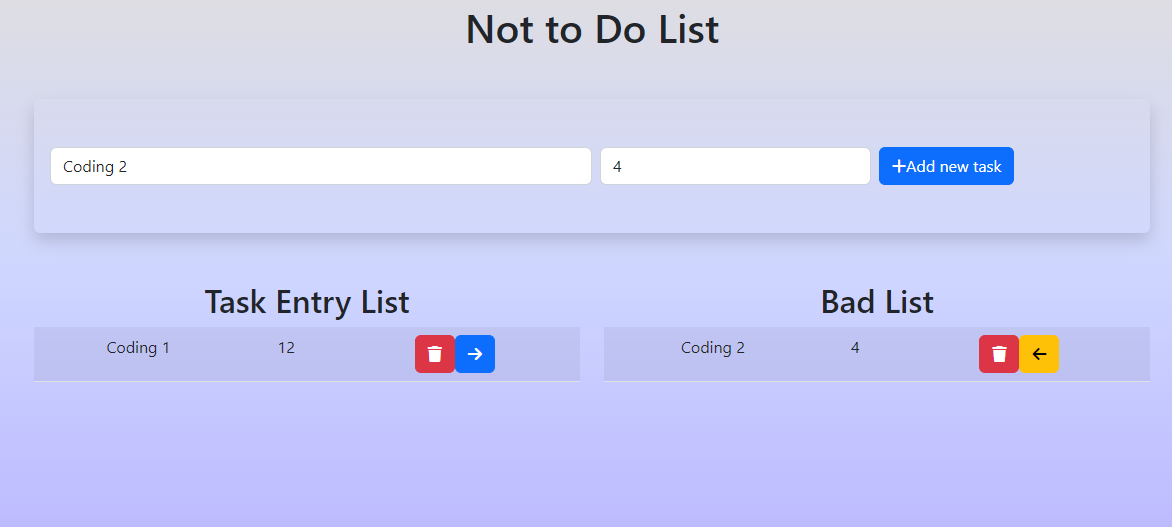 Not to Do List
Coding 2 4 Add new task
Task Entry List Bad List
Coding 1 12 Coding 2 4